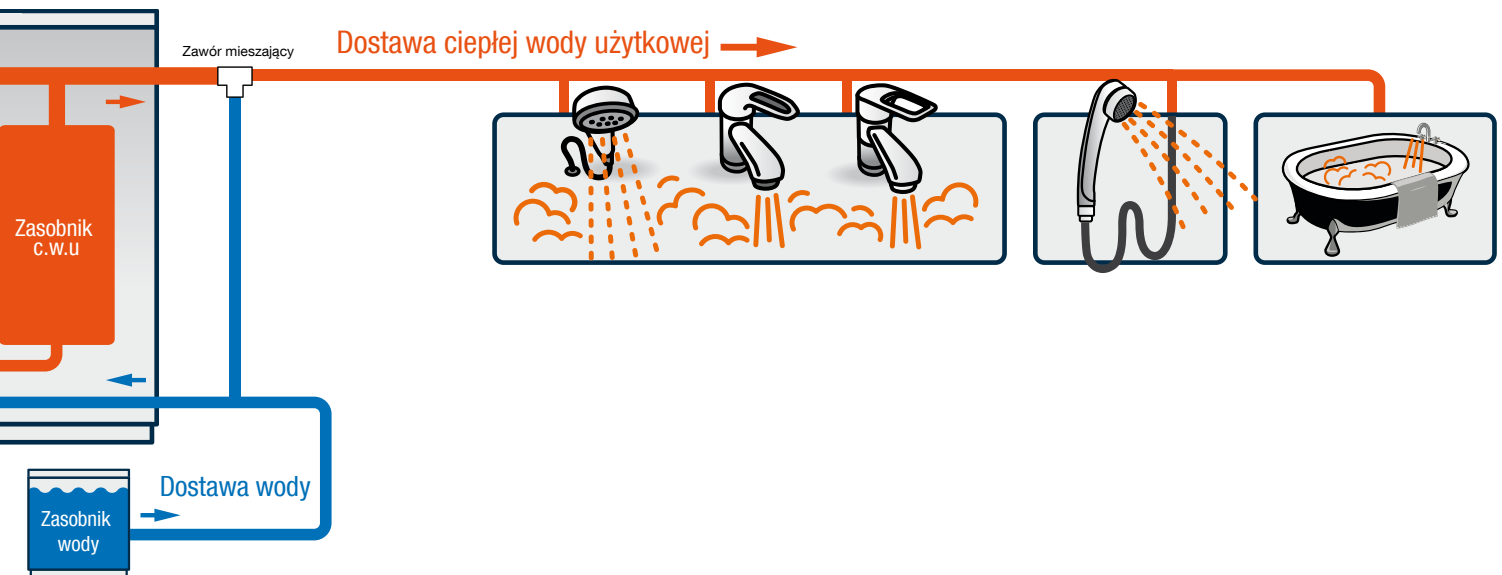 Zawór mieszający
Dostawa ciepłej wody użytkowej
Zasobnik
c.w.u
Dostawa wody
Zasobnik
wody